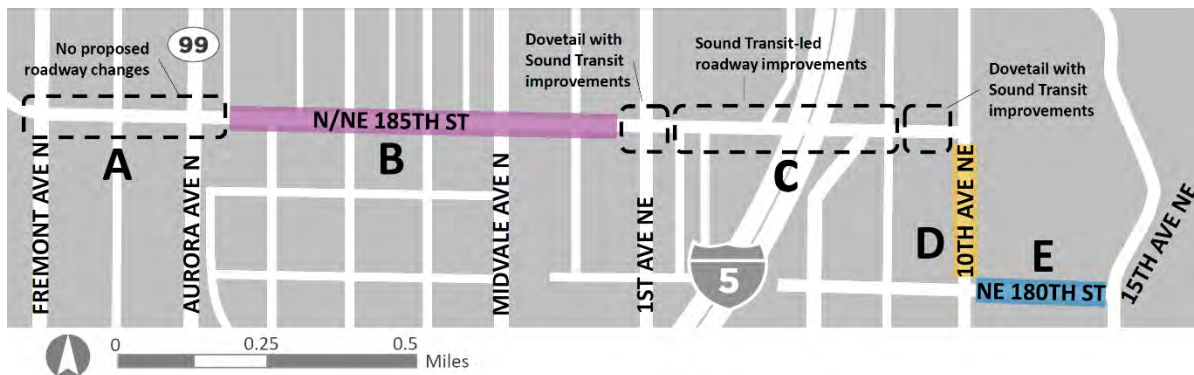 No proposed
roadway changes
99
Dovetail with
Sound Transit
improvements
Sound Transit-led
roadway improvements
Dovetail with
Sound Transit
improvements
N/NE 185TH ST
A
B
C
D
E
FREMONT AVE N
AURORA AVE N
MIDVALE AVE N
1ST AVE NE
5
10TH AVE NE
NE 180TH ST
15TH AVE NE
0
0.25
0.5
Miles